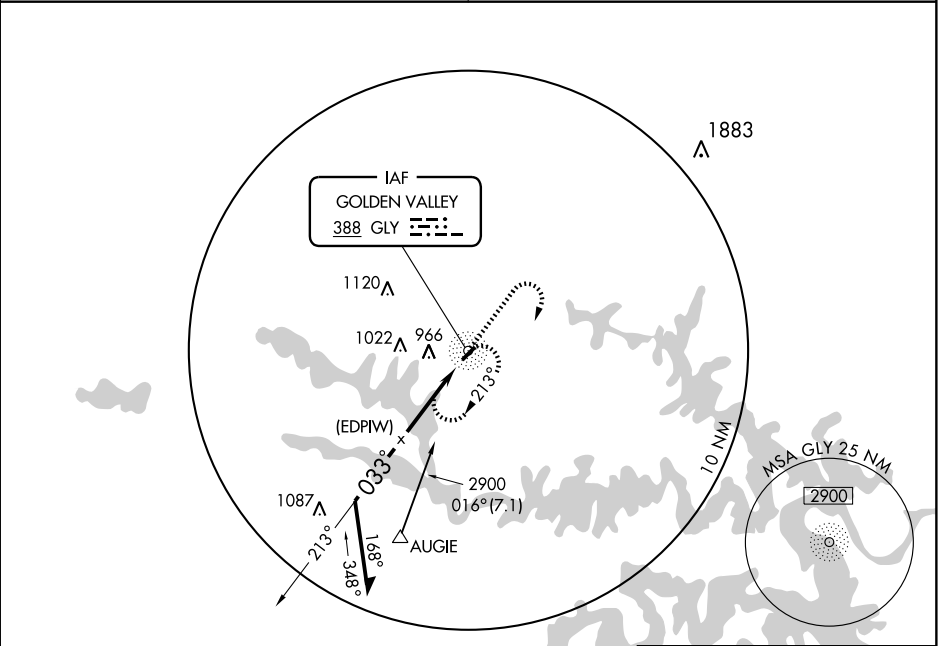 1883
IAF
GOLDEN VALLEY
388 GLY
1120
1022 966
213°
(EDPIW)
10 NM
MSA GLY 25 NM
033°
2900
016° (7.1)
2900
1087
AUGIE
213°
168°
348°